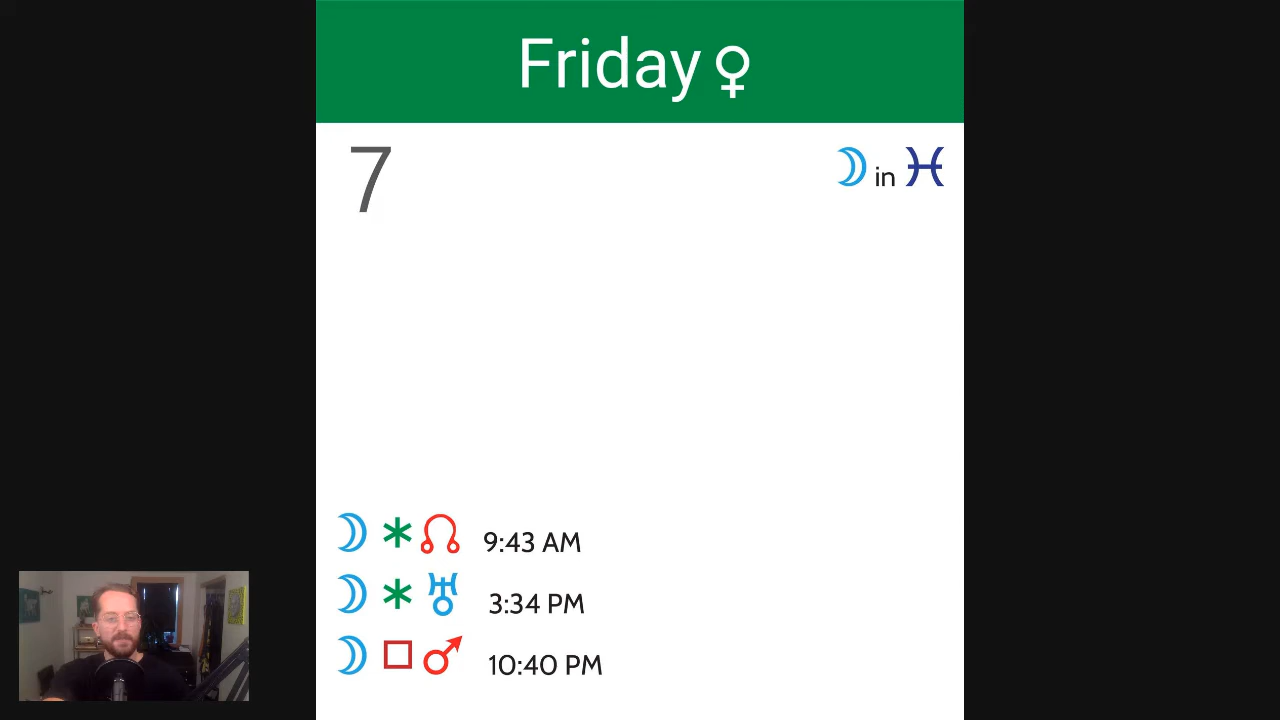 Friday ♀
7
☽ in ♓
☽ ⚹ ☊ 9:43 AM
☽ ⚹ ♅ 3:34 PM
☽ □ ♂ 10:40 PM